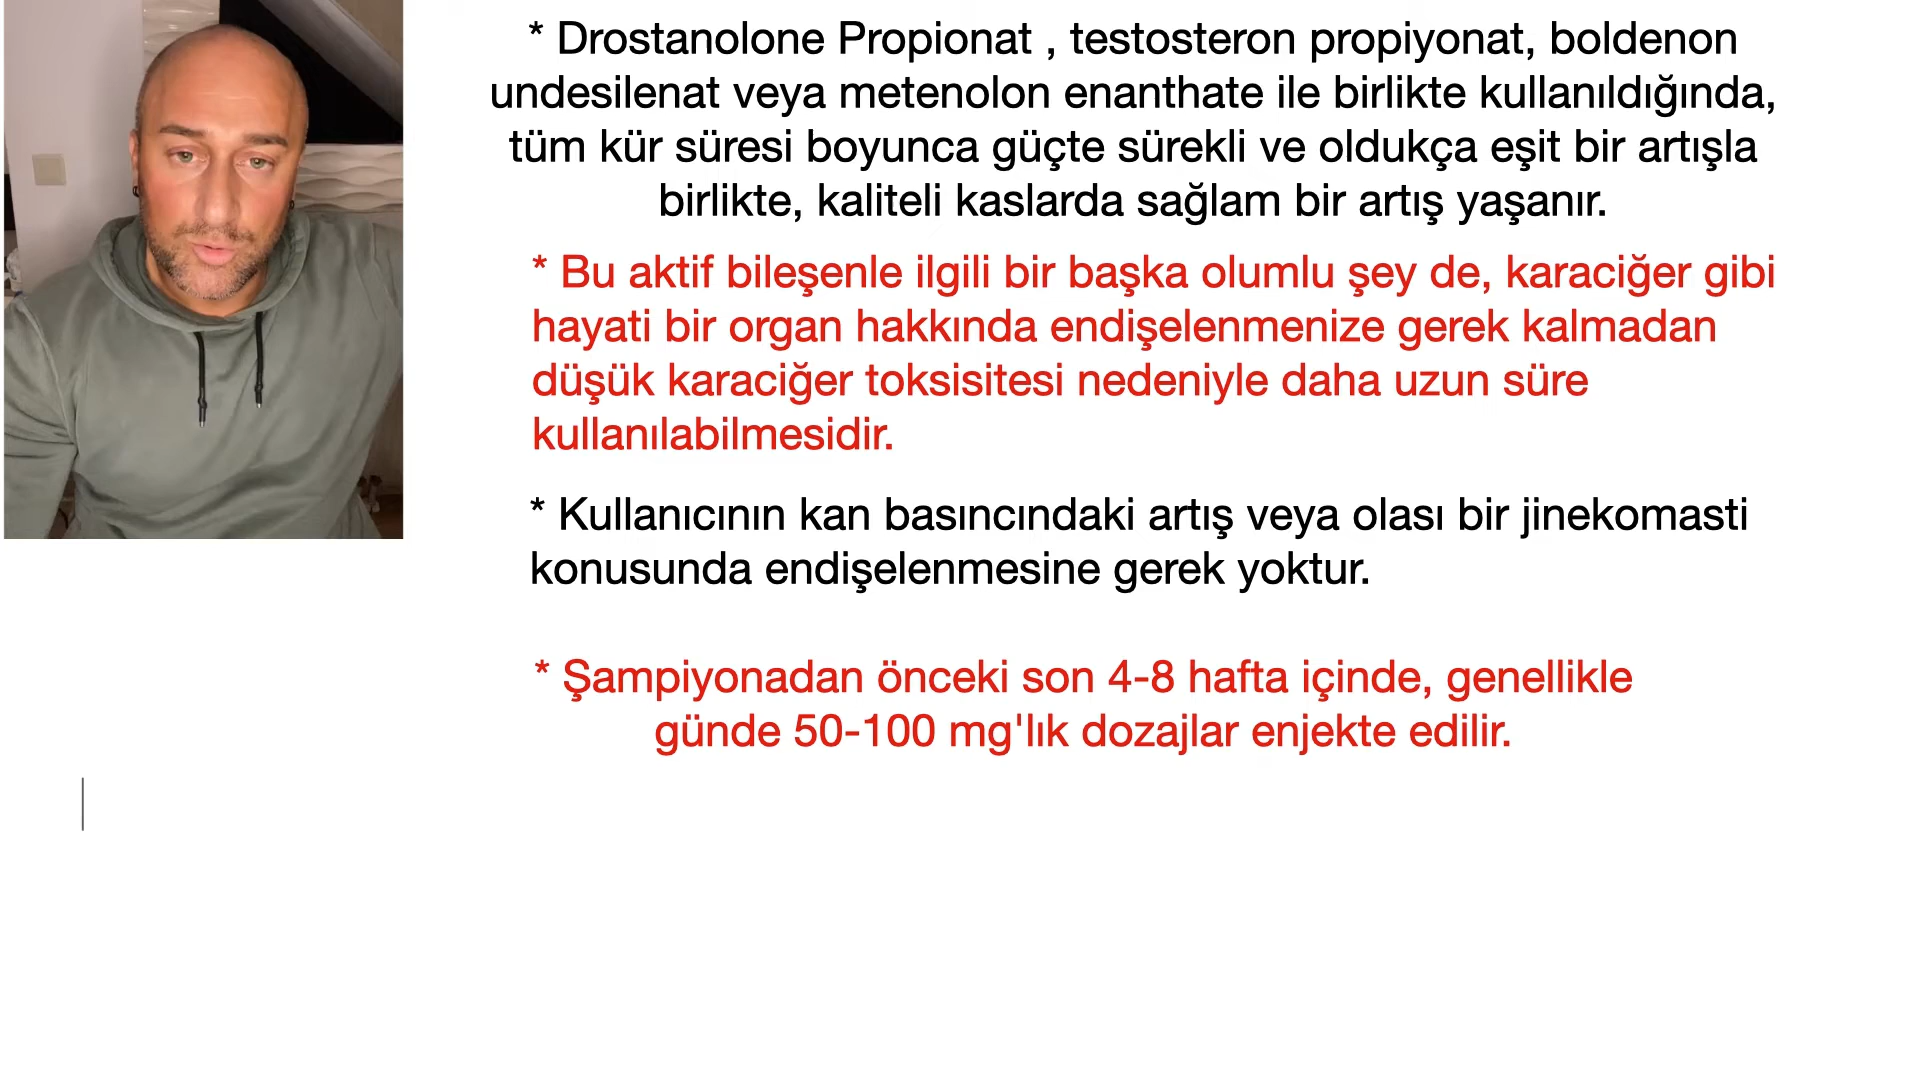 * Drostanolone Propionat , testosteron propiyonat, boldenon
undesilenat veya metenolon enanthate ile birlikte kullanıldığında,
tüm kür süresi boyunca güçte sürekli ve oldukça eşit bir artışla
birlikte, kaliteli kaslarda sağlam bir artış yaşanır.
* Bu aktif bileşenle ilgili bir başka olumlu şey de, karaciğer gibi
hayati bir organ hakkında endişelenmenize gerek kalmadan
düşük karaciğer toksisitesi nedeniyle daha uzun süre
kullanılabilmesidir.
* Kullanıcının kan basıncındaki artış veya olası bir jinekomasti
konusunda endişelenmesine gerek yoktur.
* Şampiyonadan önceki son 4-8 hafta içinde, genellikle
günde 50-100 mg'lık dozajlar enjekte edilir.